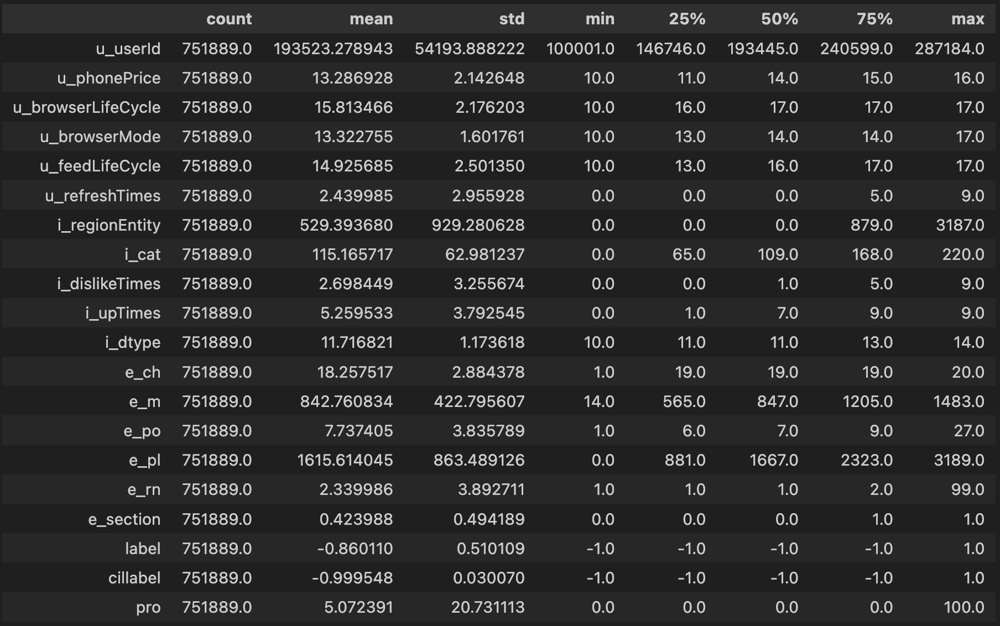 count mean std min 25% 50% 75% max
u_userId 751889.0 193523.278943 54193.888222 100001.0 146746.0 193445.0 240599.0 287184.0
u_phonePrice 751889.0 13.286928 2.142648 10.0 11.0 14.0 15.0 16.0
u_browserLifeCycle 751889.0 15.813466 2.176203 10.0 16.0 17.0 17.0 17.0
u_browserMode 751889.0 13.322755 1.601761 10.0 13.0 14.0 14.0 17.0
u_feedLifeCycle 751889.0 14.925685 2.501350 10.0 13.0 16.0 17.0 17.0
u_refreshTimes 751889.0 2.439985 2.955928 0.0 0.0 0.0 5.0 9.0
i_regionEntity 751889.0 529.393680 929.280628 0.0 0.0 0.0 879.0 3187.0
i_cat 751889.0 115.165717 62.981237 0.0 65.0 109.0 168.0 220.0
i_dislikeTimes 751889.0 2.698449 3.255674 0.0 0.0 1.0 5.0 9.0
i_upTimes 751889.0 5.259533 3.792545 0.0 1.0 7.0 9.0 9.0
i_dtype 751889.0 11.716821 1.173618 10.0 11.0 11.0 13.0 14.0
e_ch 751889.0 18.257517 2.884378 1.0 19.0 19.0 19.0 20.0
e_m 751889.0 842.760834 422.795607 14.0 565.0 847.0 1205.0 1483.0
e_po 751889.0 7.737405 3.835789 1.0 6.0 7.0 9.0 27.0
e_pl 751889.0 1615.614045 863.489126 0.0 881.0 1667.0 2323.0 3189.0
e_rn 751889.0 2.339986 3.892711 1.0 1.0 1.0 2.0 99.0
e_section 751889.0 0.423988 0.494189 0.0 0.0 0.0 1.0 1.0
label 751889.0 -0.860110 0.510109 -1.0 -1.0 -1.0 -1.0 1.0
cillabel 751889.0 -0.999548 0.030070 -1.0 -1.0 -1.0 -1.0 1.0
pro 751889.0 5.072391 20.731113 0.0 0.0 0.0 0.0 100.0